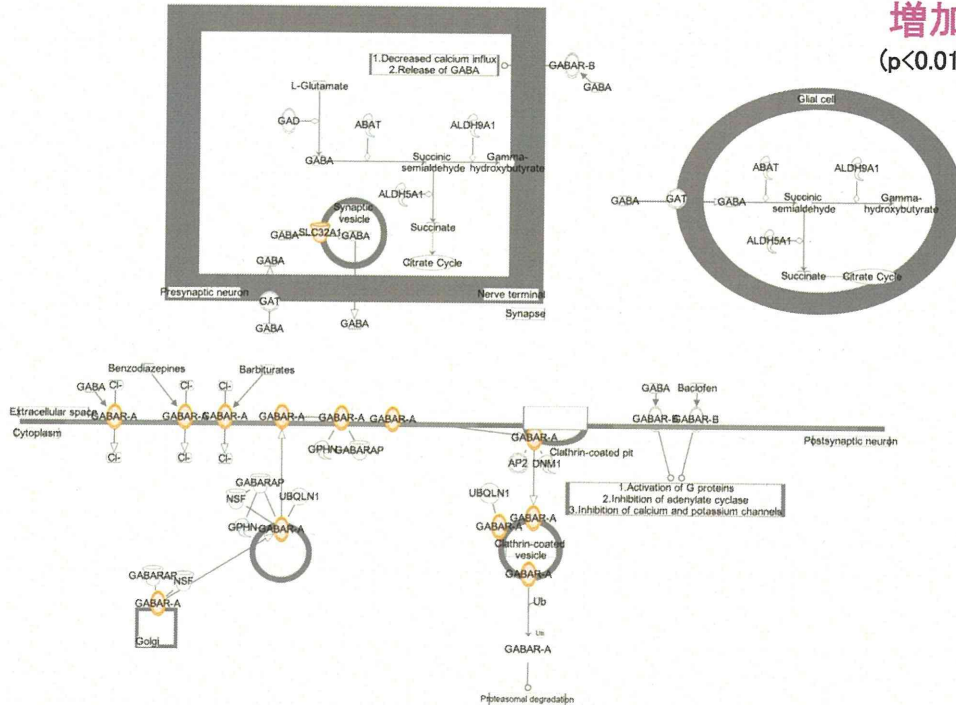 増加
(p<0.01
1.Decreased calcium influx
2.Release of GABA
GABAR-B
GABA
L-Glutamate
GAD
ABAT
ALDH9A1
GABA
Succinic
semialdehyde
Gamma-
hydroxybutyrate
ALDH5A1
Synaptic
vesicle
GABA
SLC32A1
GABA
Succinate
Citrate Cycle
GABA
Presynaptic neuron
GAT
GABA
GABA
Nerve terminal
Synapse
Glial cell
ABAT
ALDH9A1
GABA
GAT
GABA
Succinic
semialdehyde
Gamma-
hydroxybutyrate
ALDH5A1
Succinate
Citrate Cycle
Benzodiazepines
Barbiturates
GABA
Cl-
Cl-
Cl-
Extracellular space
GABAR-A
GABAR-A
GABAR-A
GABAR-A
GABAR-A
GABAR-A
Cytoplasm
Cl-
Cl-
Cl-
GPHN
GABARAP
GABAR-A
Clathrin-coated pit
AP2
DNM1
GABA
Baclofen
GABAR-B
GABAR-B
Postsynaptic neuron
1.Activation of G proteins
2.Inhibition of adenylate cyclase
3.Inhibition of calcium and potassium channels
GABARAP
NSF
UBQLN1
GPHN
GABAR-A
UBQLN1
GABAR-A
GABAR-A
Clathrin-coated
vesicle
GABAR-A
GABARAP
NSF
GABAR-A
Golgi
Ub
Ub
GABAR-A
Proteasomal degradation